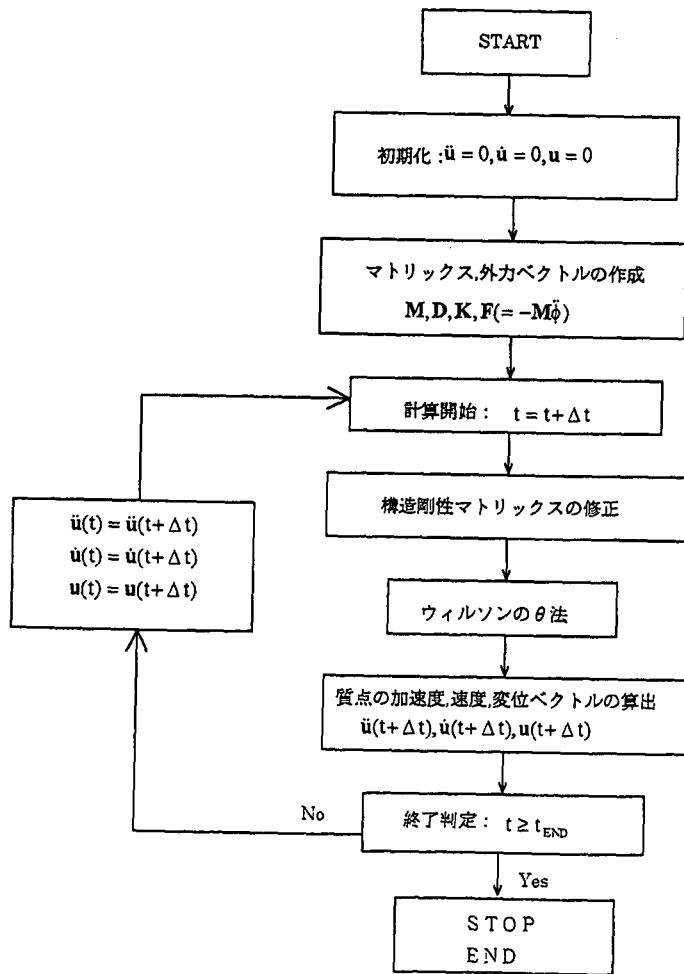 START
初期化 : ü = 0, u̇ = 0, u = 0
マトリックス,外力ベクトルの作成
M, D, K, F(= −Mφ̈)
計算開始: t = t + Δt
構造剛性マトリックスの修正
ü(t) = ü(t+Δt)
u̇(t) = u̇(t+Δt)
u(t) = u(t+Δt)
ウィルソンのθ法
質点の加速度,速度,変位ベクトルの算出
ü(t+Δt), u̇(t+Δt), u(t+Δt)
No
終了判定: t ≥ t_END
Yes
STOP
END